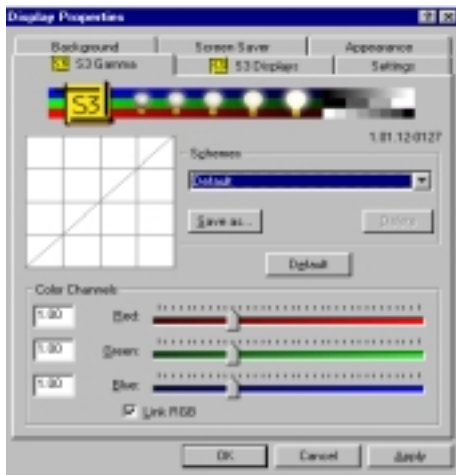 Display Properties
Background Screen Saver Appearance
S3 S3 Gamma S3 S3 Displays Settings
S3
1.01.12-0127
Schemes
Default
Save as... Delete
Default
Color Channels
1.00 Red:
1.00 Green:
1.00 Blue:
Link RGB
OK Cancel Apply